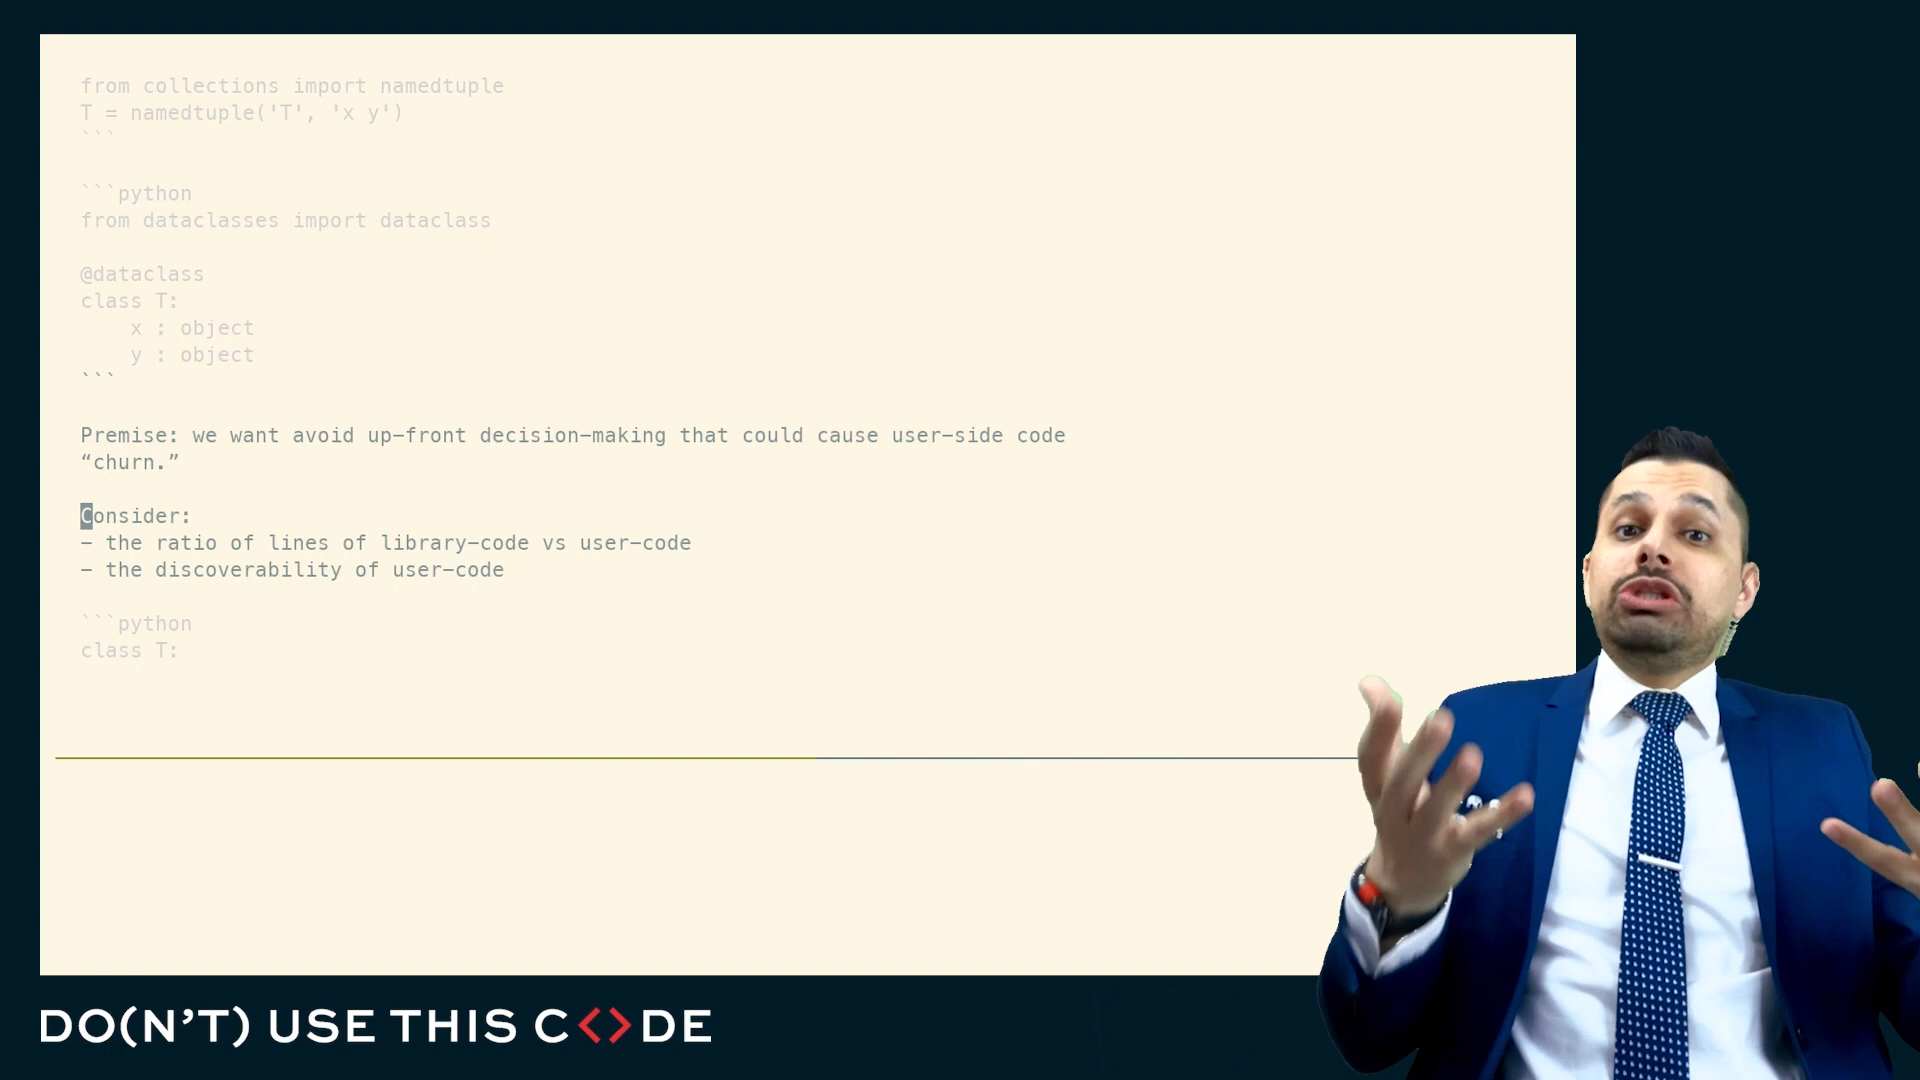 from collections import namedtuple
T = namedtuple('T', 'x y')
```
```python
from dataclasses import dataclass
@dataclass
class T:
    x : object
    y : object
```
Premise: we want avoid up-front decision-making that could cause user-side code
“churn.”
Consider:
- the ratio of lines of library-code vs user-code
- the discoverability of user-code
```python
class T:
DO(N’T) USE THIS C<>DE